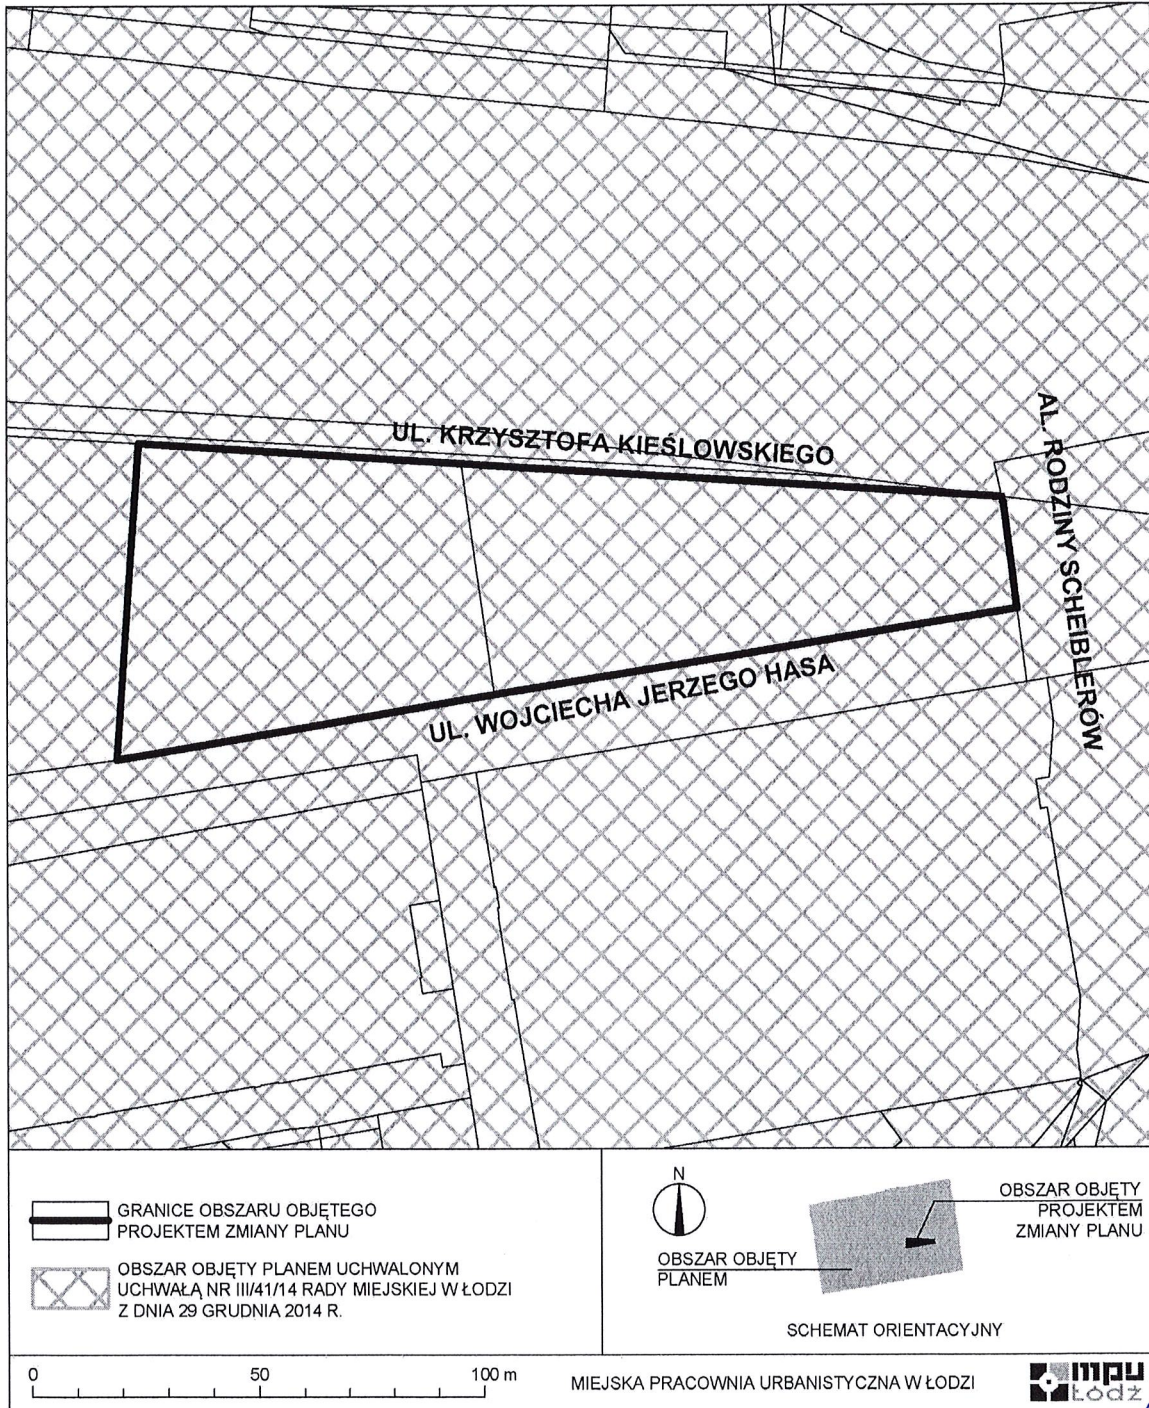 UL. KRZYSZTOFA KIEŚLOWSKIEGO
AL. RODZINY SCHEIBLERÓW
UL. WOJCIECHA JERZEGO HASA
GRANICE OBSZARU OBJĘTEGO
PROJEKTEM ZMIANY PLANU
OBSZAR OBJĘTY PLANEM UCHWALONYM
UCHWAŁĄ NR III/41/14 RADY MIEJSKIEJ W ŁODZI
Z DNIA 29 GRUDNIA 2014 R.
N
OBSZAR OBJĘTY
PLANEM
OBSZAR OBJĘTY
PROJEKTEM
ZMIANY PLANU
SCHEMAT ORIENTACYJNY
0 50 100 m
MIEJSKA PRACOWNIA URBANISTYCZNA W ŁODZI
mpu
Łódź